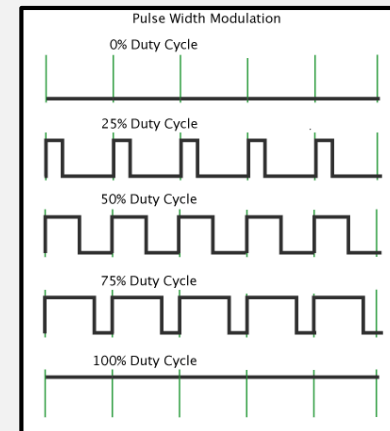 Pulse Width Modulation
0% Duty Cycle
25% Duty Cycle
50% Duty Cycle
75% Duty Cycle
100% Duty Cycle